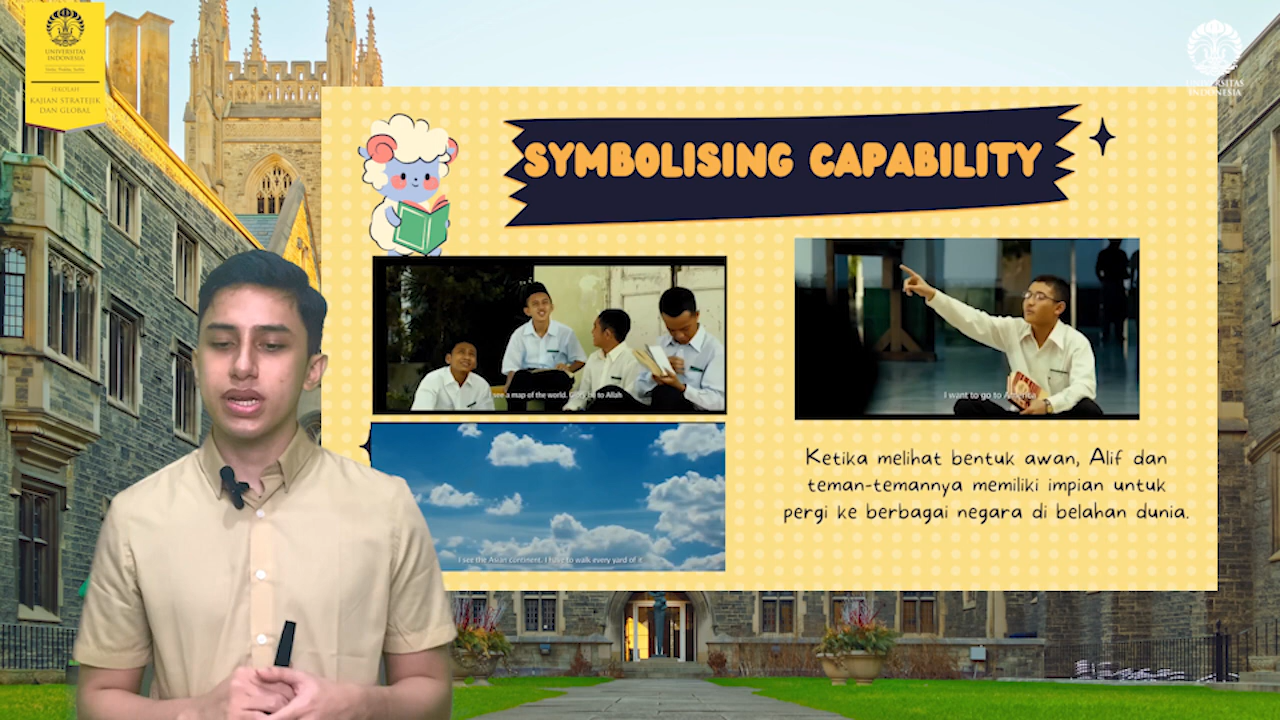 UNIVERSITAS
INDONESIA
SEKOLAH
KAJIAN STRATEJIK
DAN GLOBAL
UNIVERSITAS
INDONESIA
SYMBOLISING CAPABILITY
I see a map of the world. Glory be to Allah
I want to go to America
I see the Asian continent. I have to walk every yard of it
Ketika melihat bentuk awan, Alif dan
teman-temannya memiliki impian untuk
pergi ke berbagai negara di belahan dunia.